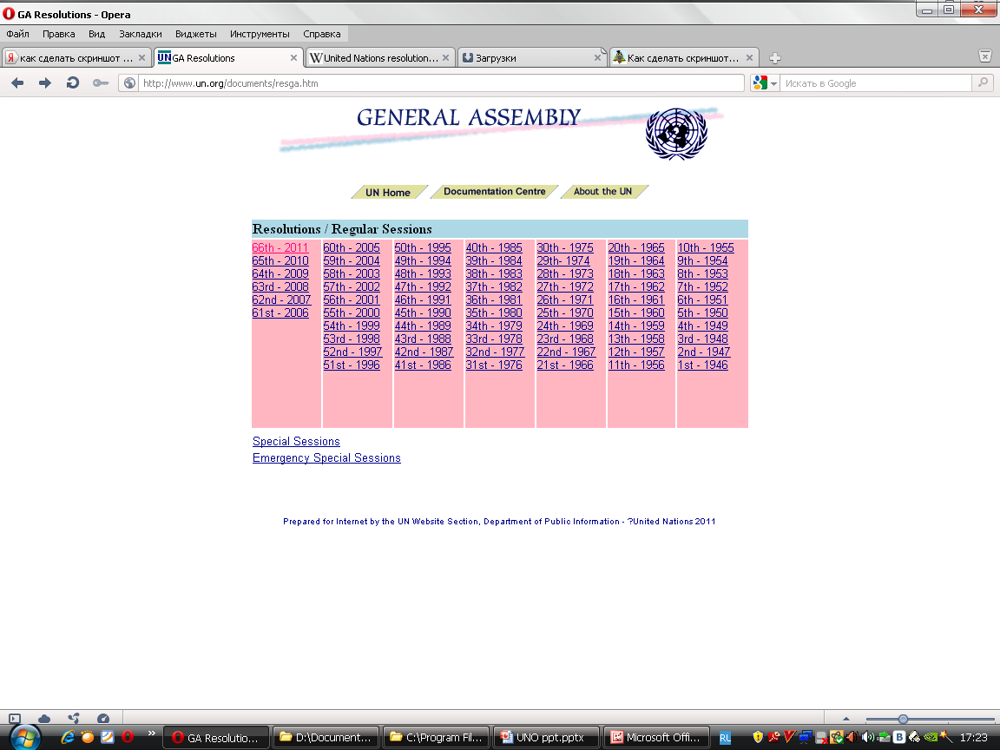 GA Resolutions - Opera
Файл Правка Вид Закладки Виджеты Инструменты Справка
как сделать скриншот ... GA Resolutions United Nations resolution... Загрузки Как сделать скриншот...
http://www.un.org/documents/resga.htm Искать в Google
GENERAL ASSEMBLY
UN Home Documentation Centre About the UN
Resolutions / Regular Sessions
66th - 2011 60th - 2005 50th - 1995 40th - 1985 30th - 1975 20th - 1965 10th - 1955
65th - 2010 59th - 2004 49th - 1994 39th - 1984 29th- 1974 19th - 1964 9th - 1954
64th - 2009 58th - 2003 48th - 1993 38th - 1983 28th - 1973 18th - 1963 8th - 1953
63rd - 2008 57th - 2002 47th - 1992 37th - 1982 27th - 1972 17th - 1962 7th - 1952
62nd - 2007 56th - 2001 46th - 1991 36th - 1981 26th - 1971 16th - 1961 6th - 1951
61st - 2006 55th - 2000 45th - 1990 35th - 1980 25th - 1970 15th - 1960 5th - 1950
54th - 1999 44th - 1989 34th - 1979 24th - 1969 14th - 1959 4th - 1949
53rd - 1998 43rd - 1988 33rd - 1978 23rd - 1968 13th - 1958 3rd - 1948
52nd - 1997 42nd - 1987 32nd - 1977 22nd - 1967 12th - 1957 2nd - 1947
51st - 1996 41st - 1986 31st - 1976 21st - 1966 11th - 1956 1st - 1946
Special Sessions
Emergency Special Sessions
Prepared for Internet by the UN Website Section, Department of Public Information - ?United Nations 2011
GA Resolutio... D:\Document... C:\Program Fil... UNO ppt.pptx Microsoft Offi... RL 17:23